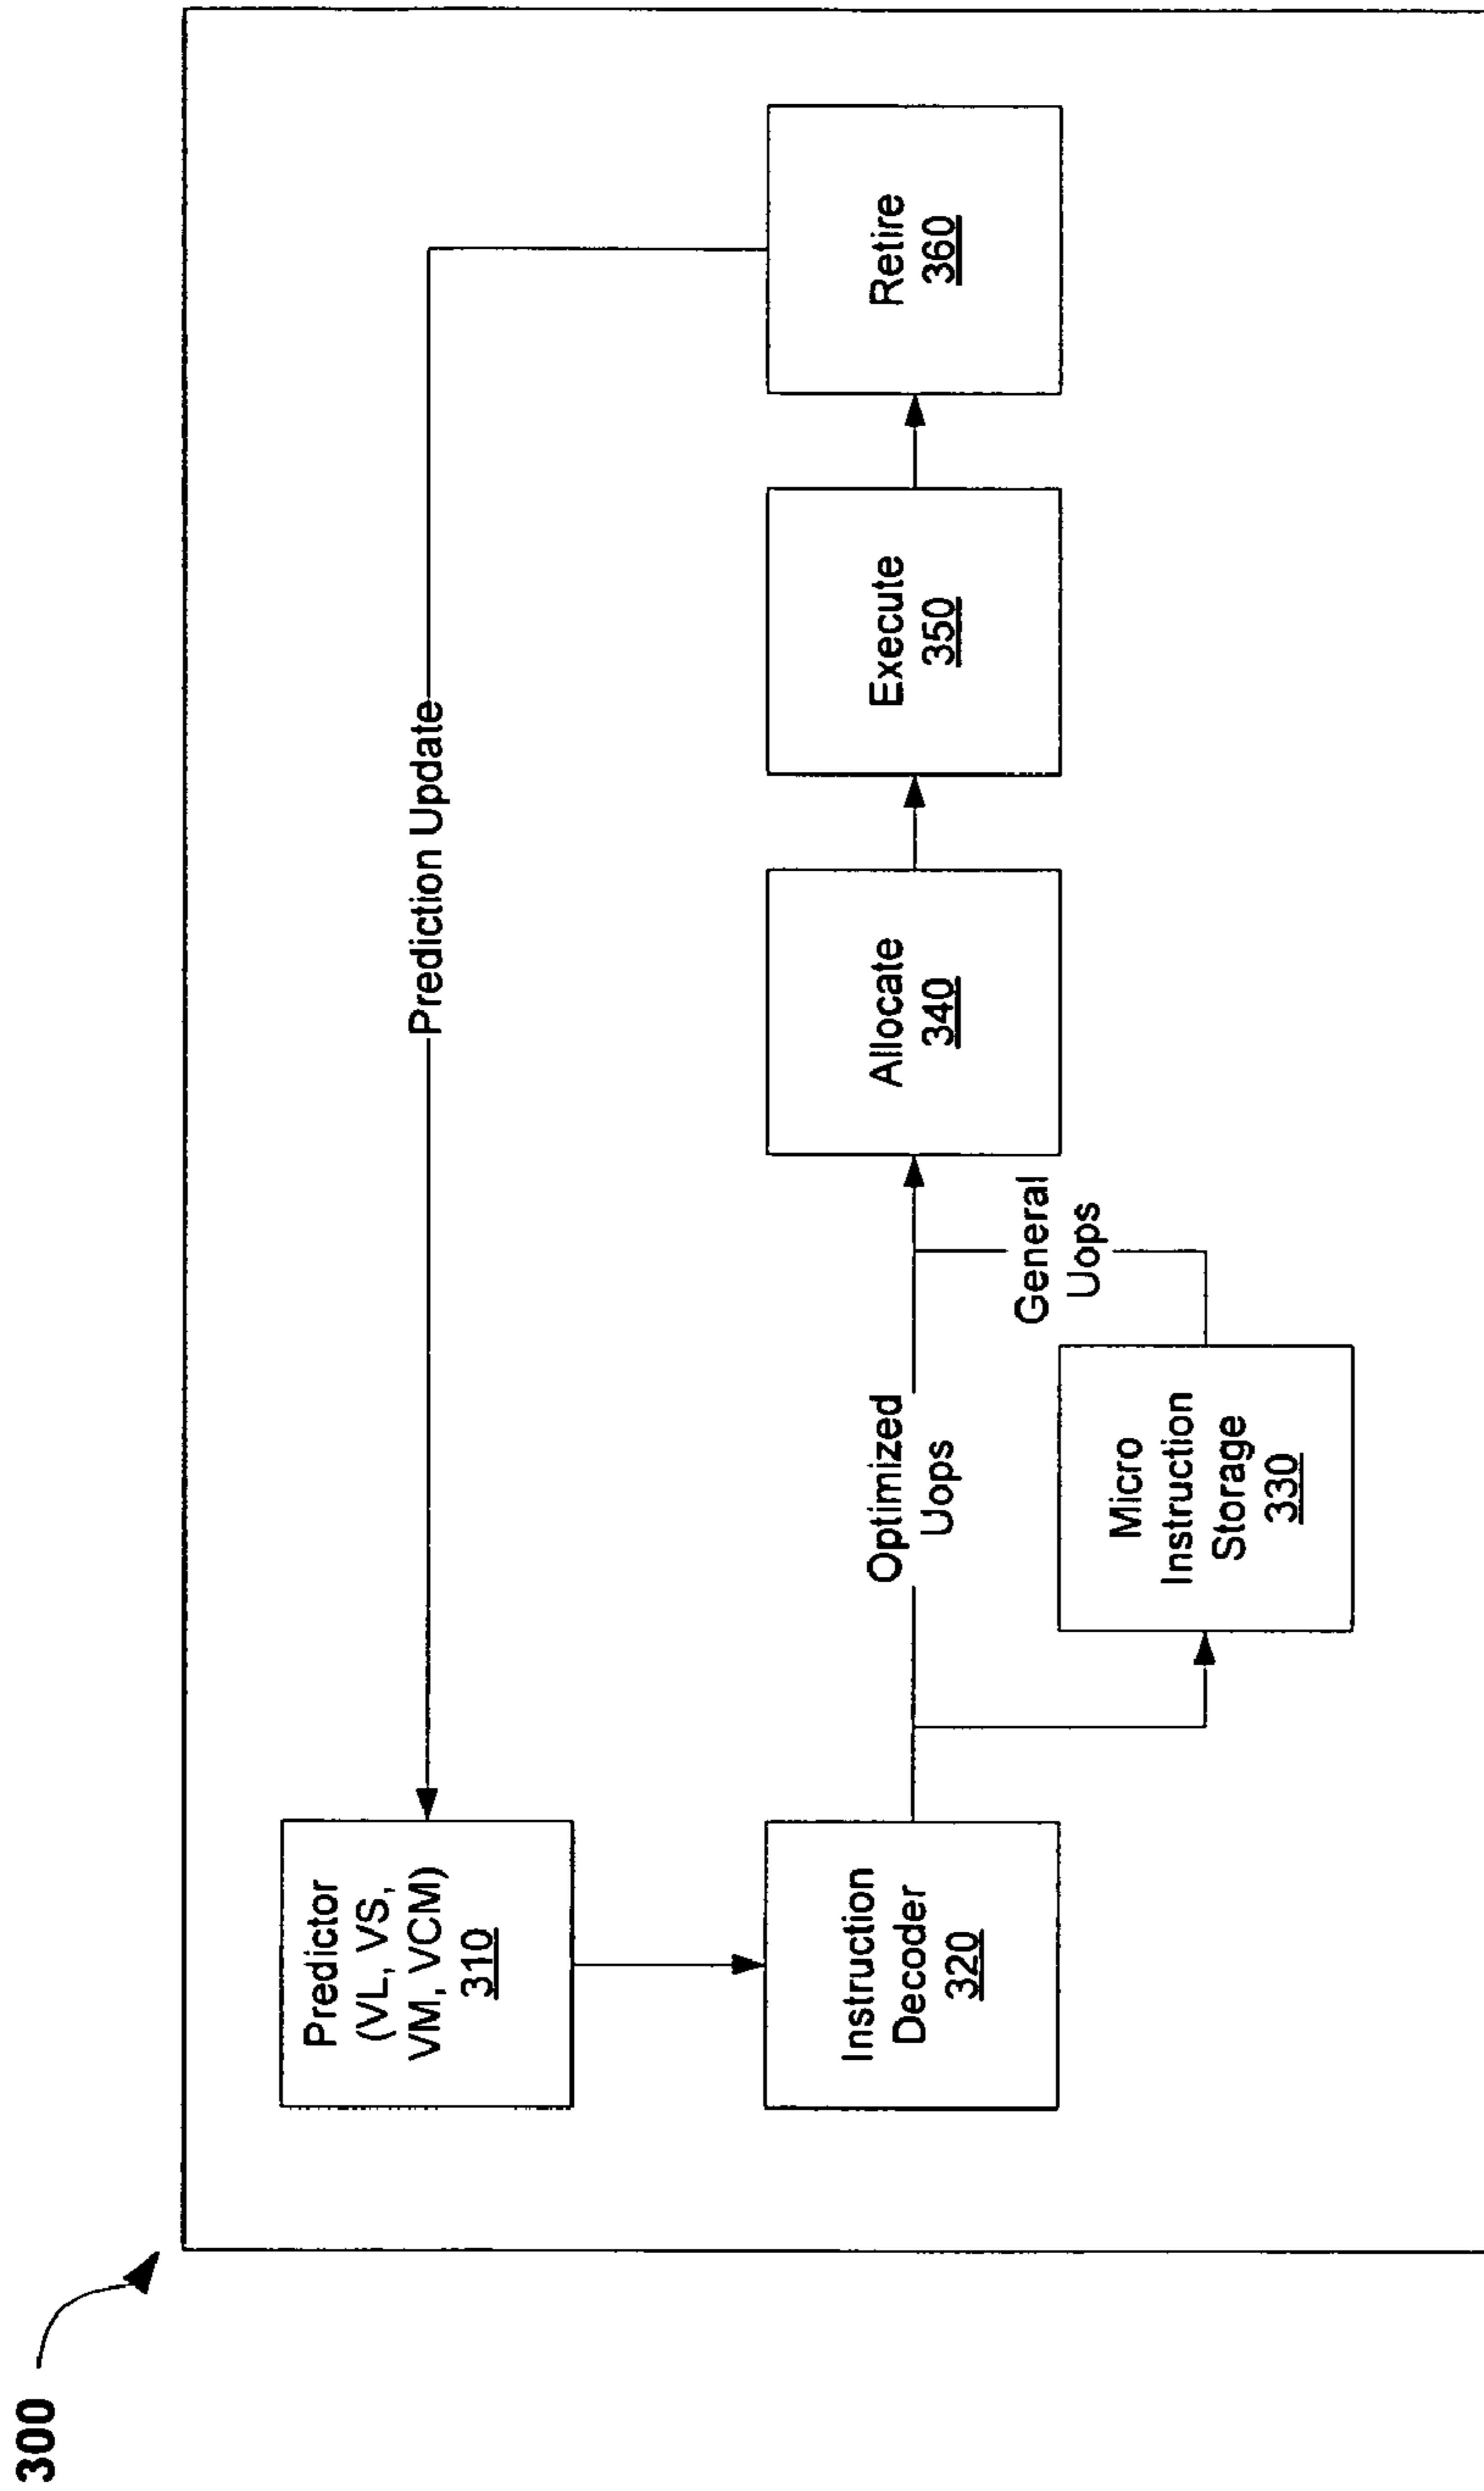 300
Prediction Update
Predictor
(VL, VS,
VM, VCM)
310
Instruction
Decoder
320
Optimized
Uops
Micro
Instruction
Storage
330
General
Uops
Allocate
340
Execute
350
Retire
360